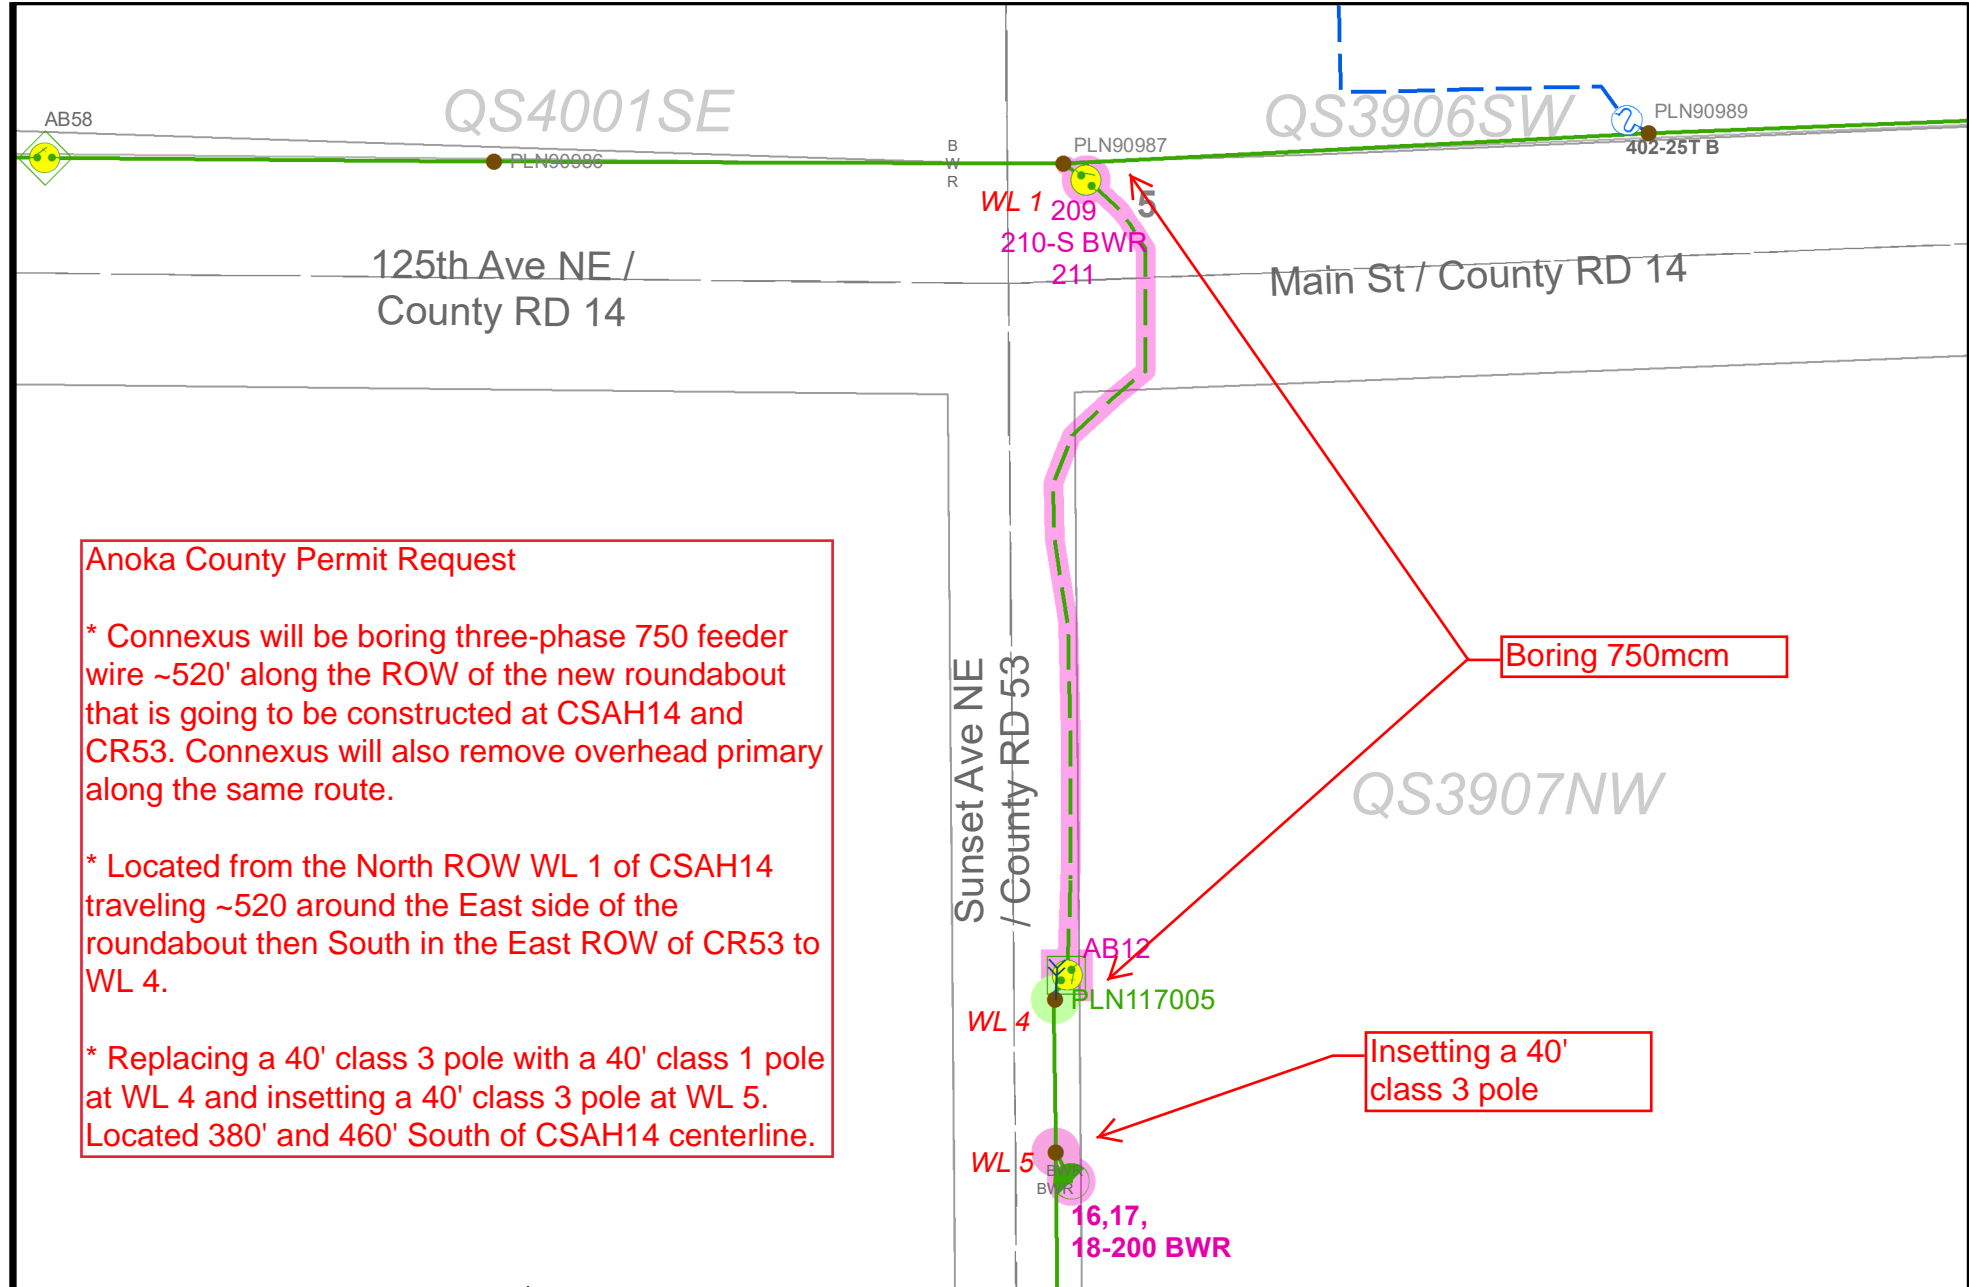 QS4001SE
QS3906SW
AB58
PLN90986
B
W
R
PLN90987
PLN90989
402-25T B
WL 1
209
210-S BWR
211
5
125th Ave NE /
County RD 14
Main St / County RD 14
Anoka County Permit Request
* Connexus will be boring three-phase 750 feeder
wire ~520' along the ROW of the new roundabout
that is going to be constructed at CSAH14 and
CR53. Connexus will also remove overhead primary
along the same route.
* Located from the North ROW WL 1 of CSAH14
traveling ~520 around the East side of the
roundabout then South in the East ROW of CR53 to
WL 4.
* Replacing a 40' class 3 pole with a 40' class 1 pole
at WL 4 and insetting a 40' class 3 pole at WL 5.
Located 380' and 460' South of CSAH14 centerline.
Sunset Ave NE
/ County RD 53
Boring 750mcm
QS3907NW
AB12
PLN117005
WL 4
Insetting a 40'
class 3 pole
WL 5
BWR
BWR
16,17,
18-200 BWR